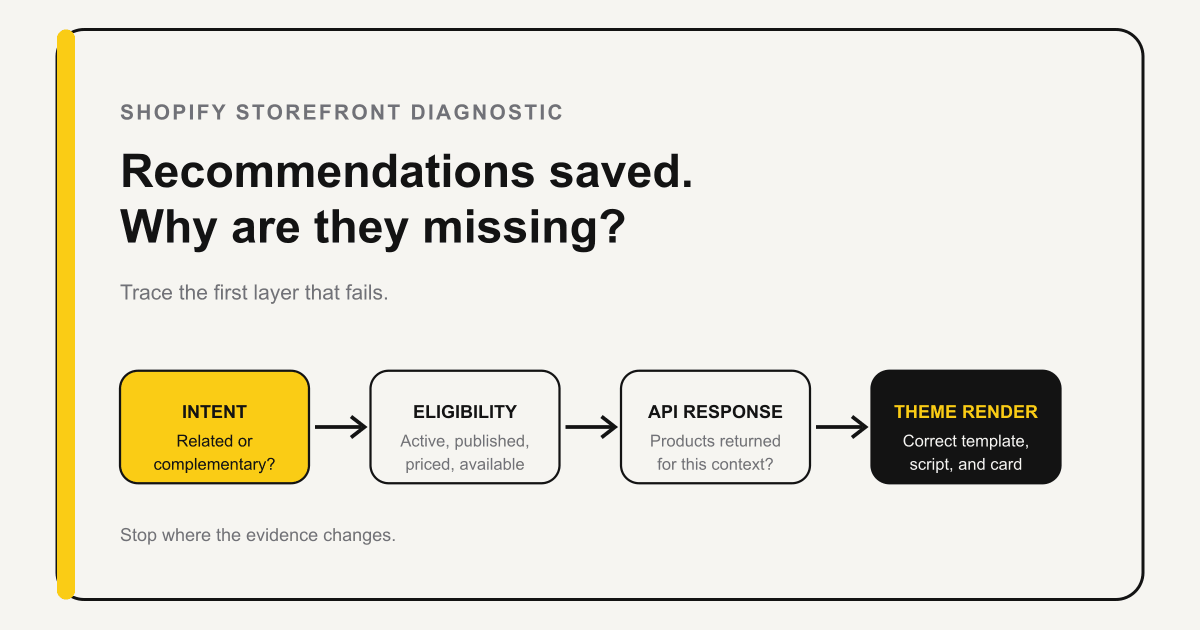 SHOPIFY STOREFRONT DIAGNOSTIC
Recommendations saved.
Why are they missing?
Trace the first layer that fails.
INTENT
Related or
complementary?
ELIGIBILITY
Active, published,
priced, available
API RESPONSE
Products returned
for this context?
THEME RENDER
Correct template,
script, and card
Stop where the evidence changes.